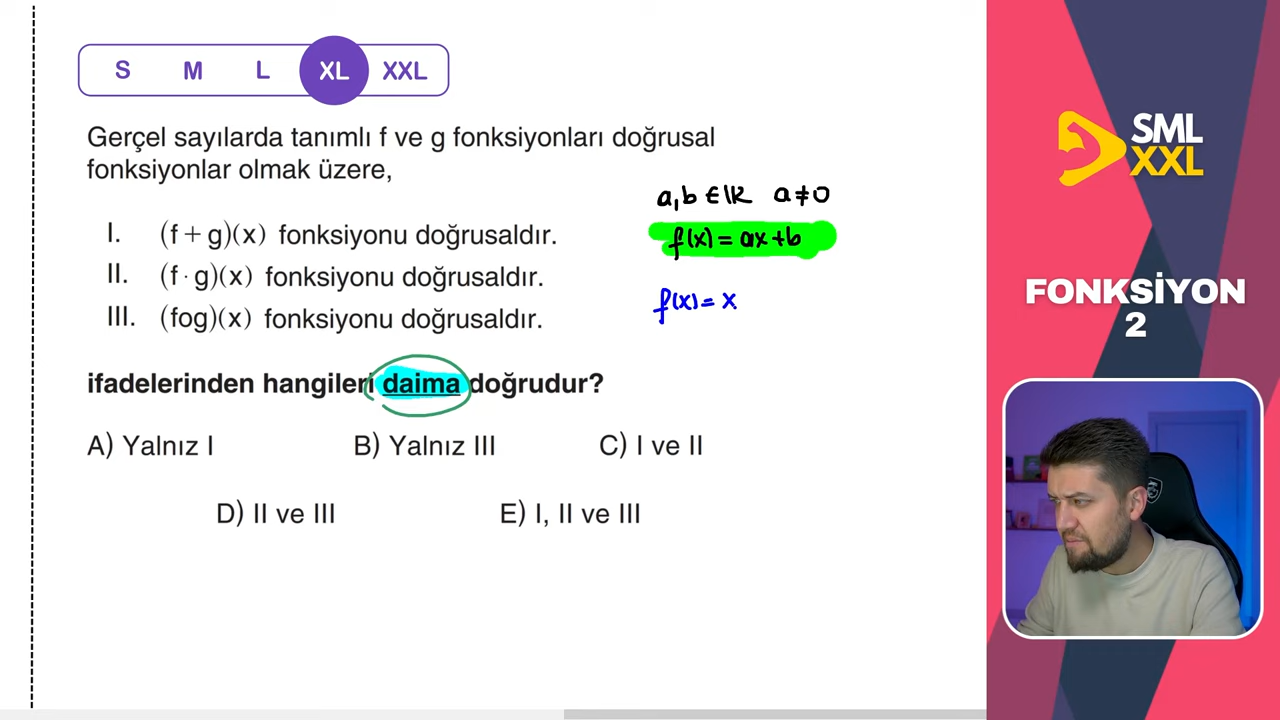 S M L XL XXL
Gerçel sayılarda tanımlı f ve g fonksiyonları doğrusal
fonksiyonlar olmak üzere,
I. (f + g)(x) fonksiyonu doğrusaldır.
II. (f · g)(x) fonksiyonu doğrusaldır.
III. (fog)(x) fonksiyonu doğrusaldır.
ifadelerinden hangileri daima doğrudur?
A) Yalnız I B) Yalnız III C) I ve II
D) II ve III E) I, II ve III
a,b ∈ IR a≠0
f(x) = ax+b
f(x) = x
SML
XXL
FONKSİYON
2